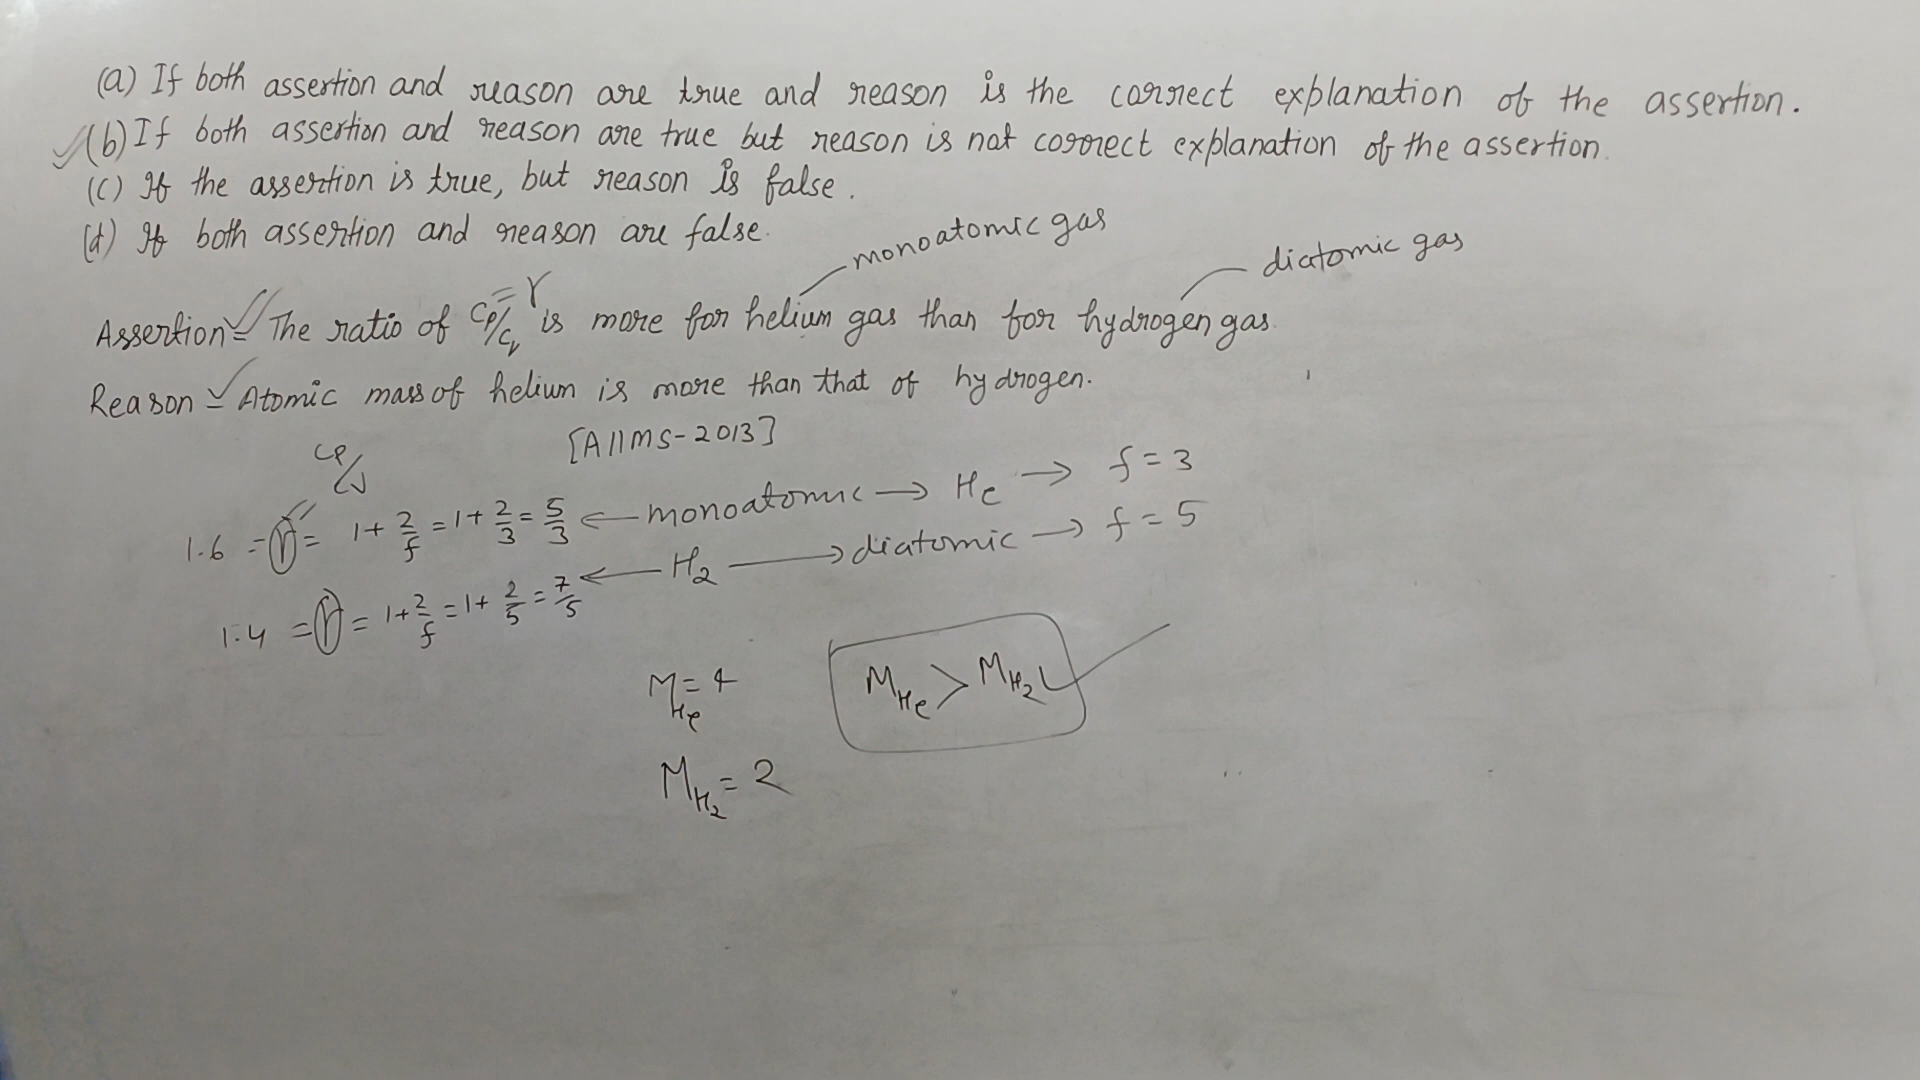 (a) If both assertion and reason are true and reason is the correct explanation of the assertion.
(b) If both assertion and reason are true but reason is not correct explanation of the assertion.
(c) If the assertion is true, but reason is false.
(d) If both assertion and reason are false.
monoatomic gas
diatomic gas
= γ
Assertion = The ratio of Cp/Cv is more for helium gas than for hydrogen gas.
Reason = Atomic mass of helium is more than that of hydrogen.
[AIIMS-2013]
Cp/Cv
1.6 = γ = 1 + 2/f = 1 + 2/3 = 5/3 ← monoatomic → He → f = 3
1.4 = γ = 1 + 2/f = 1 + 2/5 = 7/5 ← H2 → diatomic → f = 5
MHe = 4
MHe > MH2
MH2 = 2